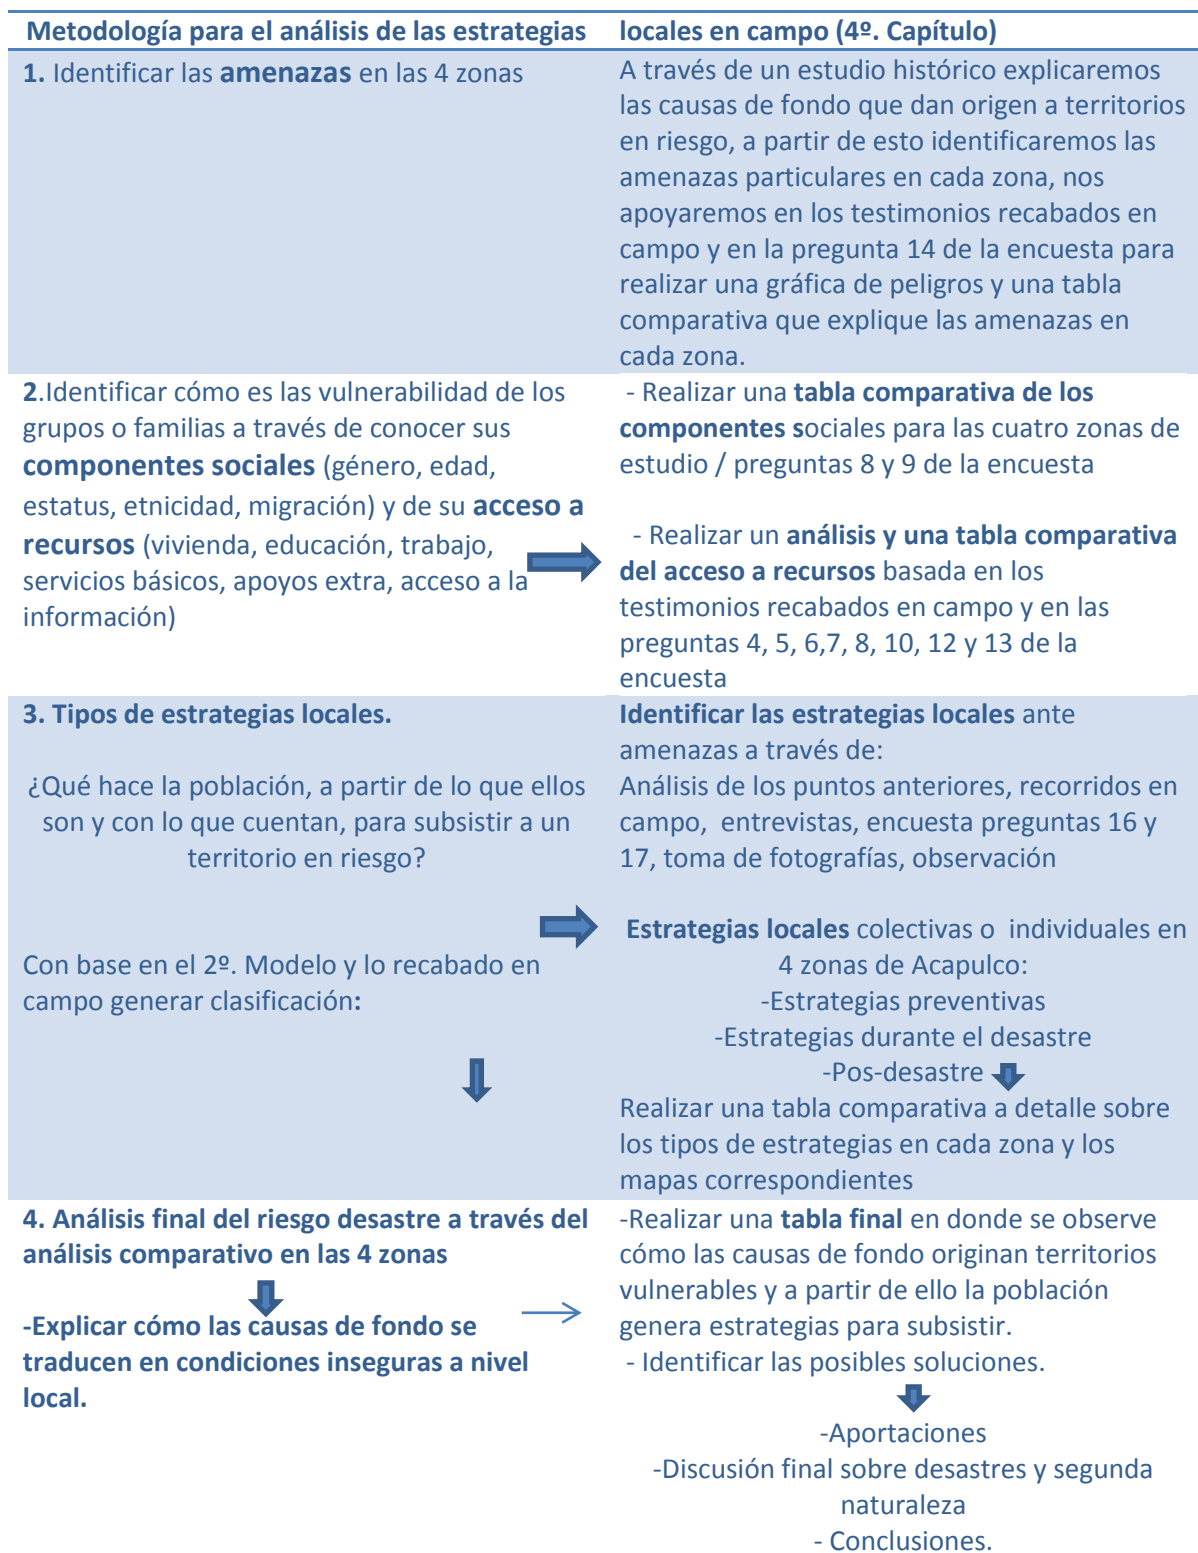 Metodología para el análisis de las estrategias locales en campo (4º. Capítulo)
1. Identificar las amenazas en las 4 zonas
A través de un estudio histórico explicaremos
las causas de fondo que dan origen a territorios
en riesgo, a partir de esto identificaremos las
amenazas particulares en cada zona, nos
apoyaremos en los testimonios recabados en
campo y en la pregunta 14 de la encuesta para
realizar una gráfica de peligros y una tabla
comparativa que explique las amenazas en
cada zona.
2.Identificar cómo es las vulnerabilidad de los
grupos o familias a través de conocer sus
componentes sociales (género, edad,
estatus, etnicidad, migración) y de su acceso a
recursos (vivienda, educación, trabajo,
servicios básicos, apoyos extra, acceso a la
información)
- Realizar una tabla comparativa de los
componentes sociales para las cuatro zonas de
estudio / preguntas 8 y 9 de la encuesta
- Realizar un análisis y una tabla comparativa
del acceso a recursos basada en los
testimonios recabados en campo y en las
preguntas 4, 5, 6,7, 8, 10, 12 y 13 de la
encuesta
3. Tipos de estrategias locales.
¿Qué hace la población, a partir de lo que ellos
son y con lo que cuentan, para subsistir a un
territorio en riesgo?
Con base en el 2º. Modelo y lo recabado en
campo generar clasificación:
Identificar las estrategias locales ante
amenazas a través de:
Análisis de los puntos anteriores, recorridos en
campo, entrevistas, encuesta preguntas 16 y
17, toma de fotografías, observación
Estrategias locales colectivas o individuales en
4 zonas de Acapulco:
-Estrategias preventivas
-Estrategias durante el desastre
-Pos-desastre
Realizar una tabla comparativa a detalle sobre
los tipos de estrategias en cada zona y los
mapas correspondientes
4. Análisis final del riesgo desastre a través del
análisis comparativo en las 4 zonas
-Explicar cómo las causas de fondo se
traducen en condiciones inseguras a nivel
local.
-Realizar una tabla final en donde se observe
cómo las causas de fondo originan territorios
vulnerables y a partir de ello la población
genera estrategias para subsistir.
- Identificar las posibles soluciones.
-Aportaciones
-Discusión final sobre desastres y segunda
naturaleza
- Conclusiones.